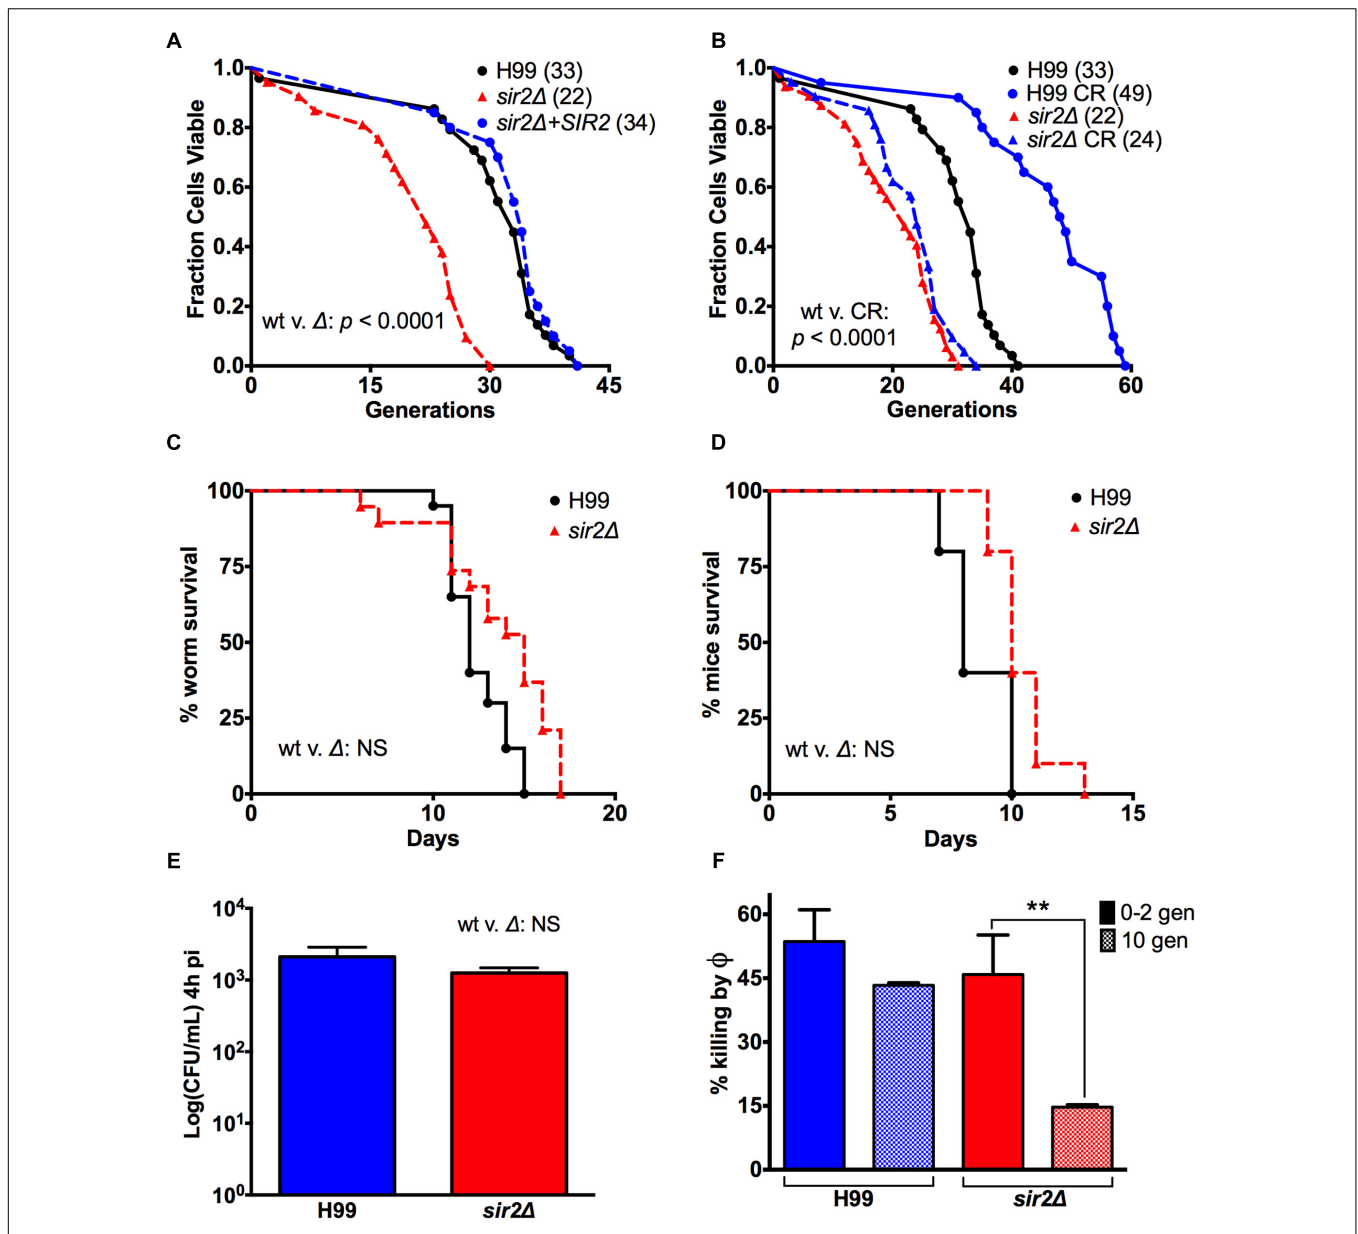 A
1.0
0.8
0.6
0.4
0.2
0.0
Fraction Cells Viable
H99 (33)
sir2Δ (22)
sir2Δ+SIR2 (34)
wt v. Δ: p < 0.0001
0 15 30 45
Generations
B
1.0
0.8
0.6
0.4
0.2
0.0
Fraction Cells Viable
H99 (33)
H99 CR (49)
sir2Δ (22)
sir2Δ CR (24)
wt v. CR:
p < 0.0001
0 20 40 60
Generations
C
100
75
50
25
0
% worm survival
H99
sir2Δ
wt v. Δ: NS
0 10 20
Days
D
100
75
50
25
0
% mice survival
H99
sir2Δ
wt v. Δ: NS
0 5 10 15
Days
E
10⁴
10³
10²
10¹
10⁰
Log(CFU/mL) 4h pi
wt v. Δ: NS
H99 sir2Δ
F
60
45
30
15
0
% killing by ϕ
**
0-2 gen
10 gen
H99 sir2Δ